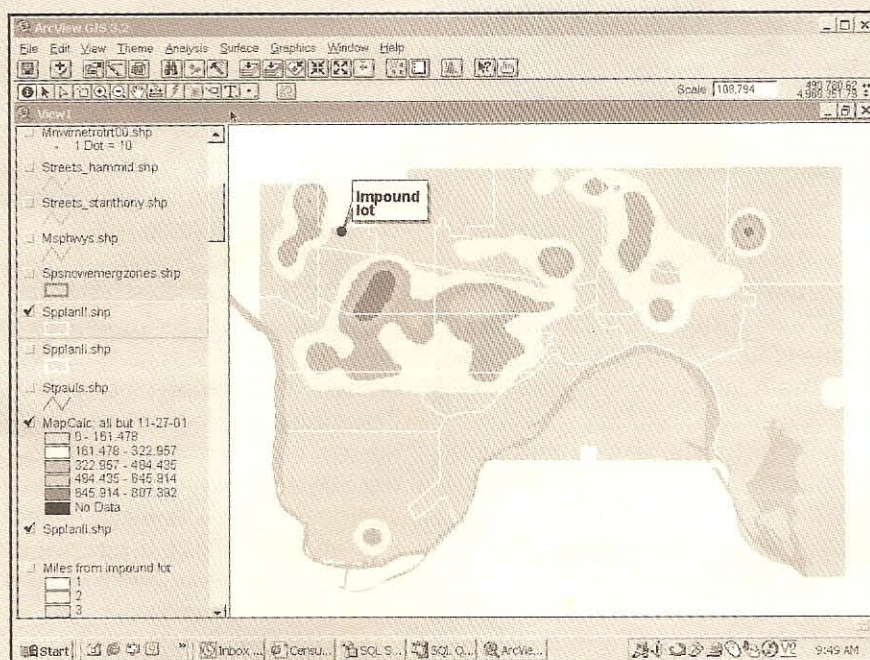 ArcView GIS 3.2
File Edit View Theme Analysis Surface Graphics Window Help
Scale 108,794
View1
1 Dot = 10
Streets_hammid.shp
Streets_stanthony.shp
Msphwys.shp
Spsnowemergzones.shp
Spplanli.shp
Spplanli.shp
Stpauls.shp
MapCalc, all but 11-27-01
0 - 161.478
161.478 - 322.957
322.957 - 484.435
484.435 - 645.914
645.914 - 807.392
No Data
Spplanli.shp
Miles from impound lot
1
2
3
Impound
lot
Start Inbox ... Censu... SQL S... SQL Q... ArcVie... 9:49 AM